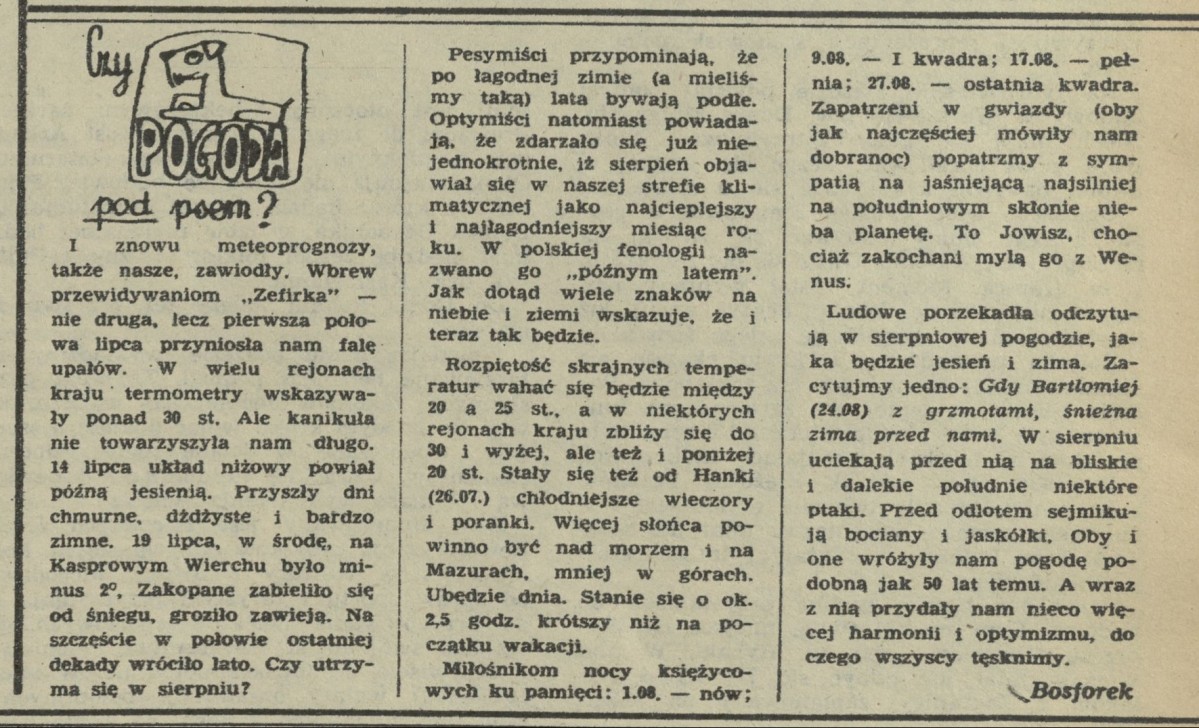 Czy
POGODA
pod psem?
I znowu meteoprognozy,
także nasze, zawiodły. Wbrew
przewidywaniom „Zefirka” —
nie druga, lecz pierwsza poło-
wa lipca przyniosła nam falę
upałów. W wielu rejonach
kraju termometry wskazywa-
ły ponad 30 st. Ale kanikuła
nie towarzyszyła nam długo.
14 lipca układ niżowy powiał
późną jesienią. Przyszły dni
chmurne, dżdżyste i bardzo
zimne. 19 lipca, w środę, na
Kasprowym Wierchu było mi-
nus 2°, Zakopane zabieliło się
od śniegu, groziło zawieją. Na
szczęście w połowie ostatniej
dekady wróciło lato. Czy utrzy-
ma się w sierpniu?
Pesymiści przypominają, że
po łagodnej zimie (a mieliś-
my taką) lata bywają podłe.
Optymiści natomiast powiada-
ją, że zdarzało się już nie-
jednokrotnie, iż sierpień obja-
wiał się w naszej strefie kli-
matycznej jako najcieplejszy
i najłagodniejszy miesiąc ro-
ku. W polskiej fenologii na-
zwano go „późnym latem”.
Jak dotąd wiele znaków na
niebie i ziemi wskazuje, że i
teraz tak będzie.
Rozpiętość skrajnych tempe-
ratur wahać się będzie między
20 a 25 st., a w niektórych
rejonach kraju zbliży się do
30 i wyżej, ale też i poniżej
20 st. Stały się też od Hanki
(26.07.) chłodniejsze wieczory
i poranki. Więcej słońca po-
winno być nad morzem i na
Mazurach, mniej w górach.
Ubędzie dnia. Stanie się o ok.
2,5 godz. krótszy niż na po-
czątku wakacji.
Miłośnikom nocy księżyco-
wych ku pamięci: 1.08. — nów;
9.08. — I kwadra; 17.08. — peł-
nia; 27.08. — ostatnia kwadra.
Zapatrzeni w gwiazdy (oby
jak najczęściej mówiły nam
dobranoc) popatrzmy z sym-
patią na jaśniejącą najsilniej
na południowym skłonie nie-
ba planetę. To Jowisz, cho-
ciaż zakochani mylą go z We-
nus.
Ludowe porzekadła odczytu-
ją w sierpniowej pogodzie, ja-
ka będzie jesień i zima. Za-
cytujmy jedno: Gdy Bartłomiej
(24.08) z grzmotami, śnieżna
zima przed nami. W sierpniu
uciekają przed nią na bliskie
i dalekie południe niektóre
ptaki. Przed odlotem sejmiku-
ją bociany i jaskółki. Oby i
one wróżyły nam pogodę po-
dobną jak 50 lat temu. A wraz
z nią przydały nam nieco wię-
cej harmonii i optymizmu, do
czego wszyscy tęsknimy.
Bosforek